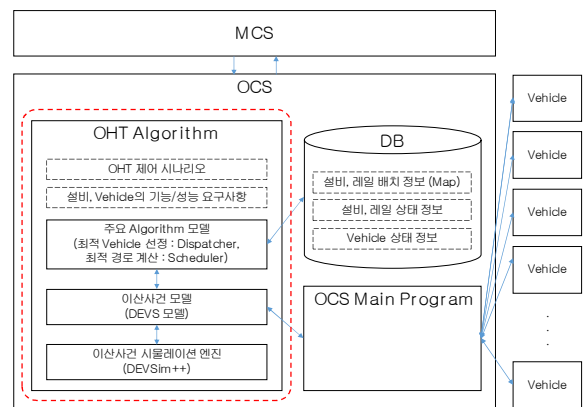 MCS
OCS
OHT Algorithm
OHT 제어 시나리오
설비, Vehicle의 기능/성능 요구사항
주요 Algorithm 모델
(최적 Vehicle 선정 : Dispatcher,
최적 경로 계산 : Scheduler)
이산사건 모델
(DEVS 모델)
이산사건 시뮬레이션 엔진
(DEVSim++)
DB
설비, 레일 배치 정보 (Map)
설비, 레일 상태 정보
Vehicle 상태 정보
OCS Main Program
Vehicle
Vehicle
Vehicle
Vehicle
.
.
.
Vehicle